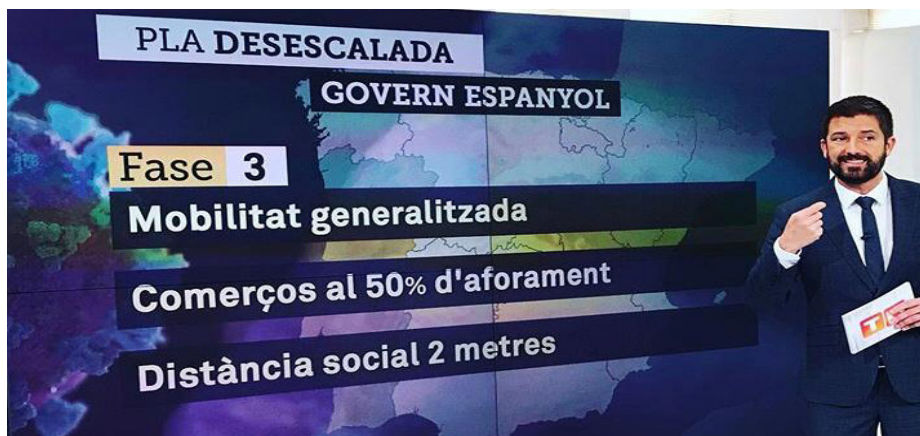 PLA DESESCALADA
GOVERN ESPANYOL
Fase 3
Mobilitat generalitzada
Comerços al 50% d'aforament
Distància social 2 metres